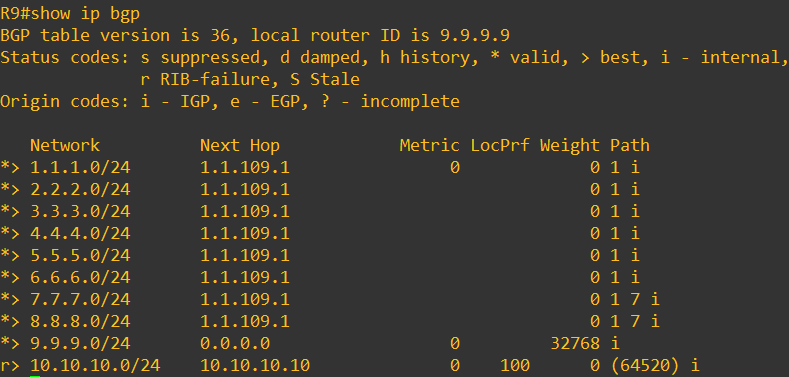 R9#show ip bgp
BGP table version is 36, local router ID is 9.9.9.9
Status codes: s suppressed, d damped, h history, * valid, > best, i - internal,
              r RIB-failure, S Stale
Origin codes: i - IGP, e - EGP, ? - incomplete

   Network          Next Hop            Metric LocPrf Weight Path
*> 1.1.1.0/24       1.1.109.1                0             0 1 i
*> 2.2.2.0/24       1.1.109.1                              0 1 i
*> 3.3.3.0/24       1.1.109.1                              0 1 i
*> 4.4.4.0/24       1.1.109.1                              0 1 i
*> 5.5.5.0/24       1.1.109.1                              0 1 i
*> 6.6.6.0/24       1.1.109.1                              0 1 i
*> 7.7.7.0/24       1.1.109.1                              0 1 7 i
*> 8.8.8.0/24       1.1.109.1                              0 1 7 i
*> 9.9.9.0/24       0.0.0.0                  0         32768 i
r> 10.10.10.0/24    10.10.10.10              0    100      0 (64520) i